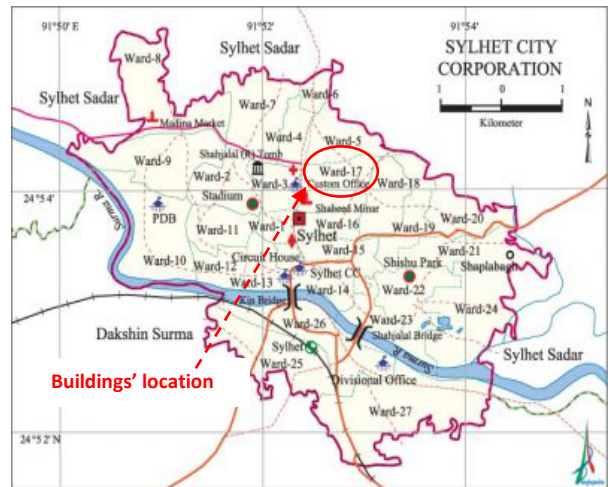 91°50' E
91°52'
91°54'
SYLHET CITY
CORPORATION
1 0 1
Kilometer
N
Sylhet Sadar
Ward-8
Sylhet Sadar
Ward-6
Ward-7
Madina Market
Ward-4
Ward-5
Ward-9
Shahjalal (R) Tomb
Ward-17
Ward-2
Ward-3
Custom Office
Ward-18
24°54'
Stadium
Shaheed Minar
PDB
Ward-11
Ward-1
Ward-16
Ward-19
Ward-20
Sylhet
Surma R.
Ward-15
Ward-21
Ward-10
Ward-12
Circuit House
Shishu Park
Shaplabagh
Ward-13
Sylhet CC
Ward-14
Ward-22
Kin Bridge
Ward-24
Dakshin Surma
Ward-26
Ward-23
Shahjalal Bridge
Sylhet
Surma R.
Sylhet Sadar
Ward-25
Buildings' location
Divisional Office
Ward-27
24°52' N